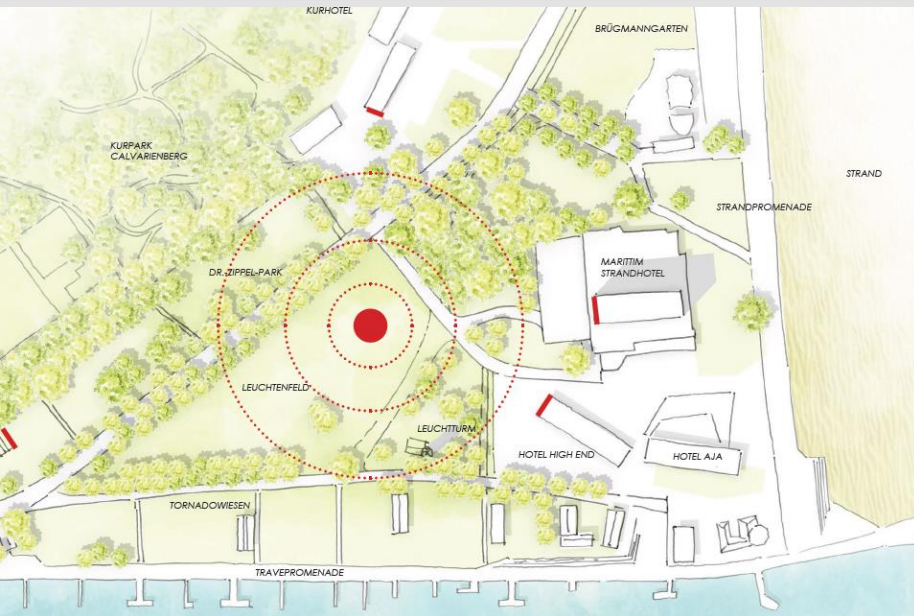 KURHOTEL
BRÜGMANNGARTEN
KURPARK
CALVARIENBERG
STRAND
STRANDPROMENADE
MARITTIM
STRANDHOTEL
DR. ZIPPEL-PARK
LEUCHTENFELD
LEUCHTTURM
HOTEL HIGH END
HOTEL AJA
TORNADOWIESEN
TRAVEPROMENADE